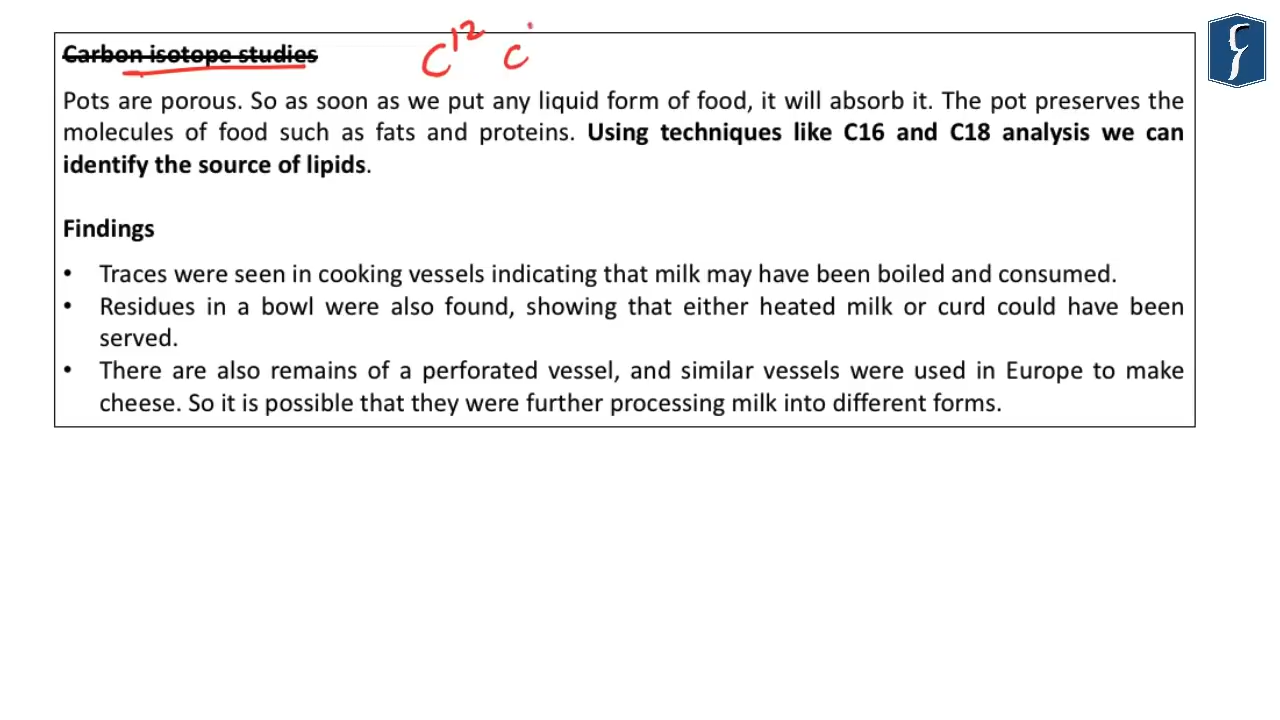 Carbon isotope studies C12 C
Pots are porous. So as soon as we put any liquid form of food, it will absorb it. The pot preserves the
molecules of food such as fats and proteins. Using techniques like C16 and C18 analysis we can
identify the source of lipids.
Findings
• Traces were seen in cooking vessels indicating that milk may have been boiled and consumed.
• Residues in a bowl were also found, showing that either heated milk or curd could have been
served.
• There are also remains of a perforated vessel, and similar vessels were used in Europe to make
cheese. So it is possible that they were further processing milk into different forms.